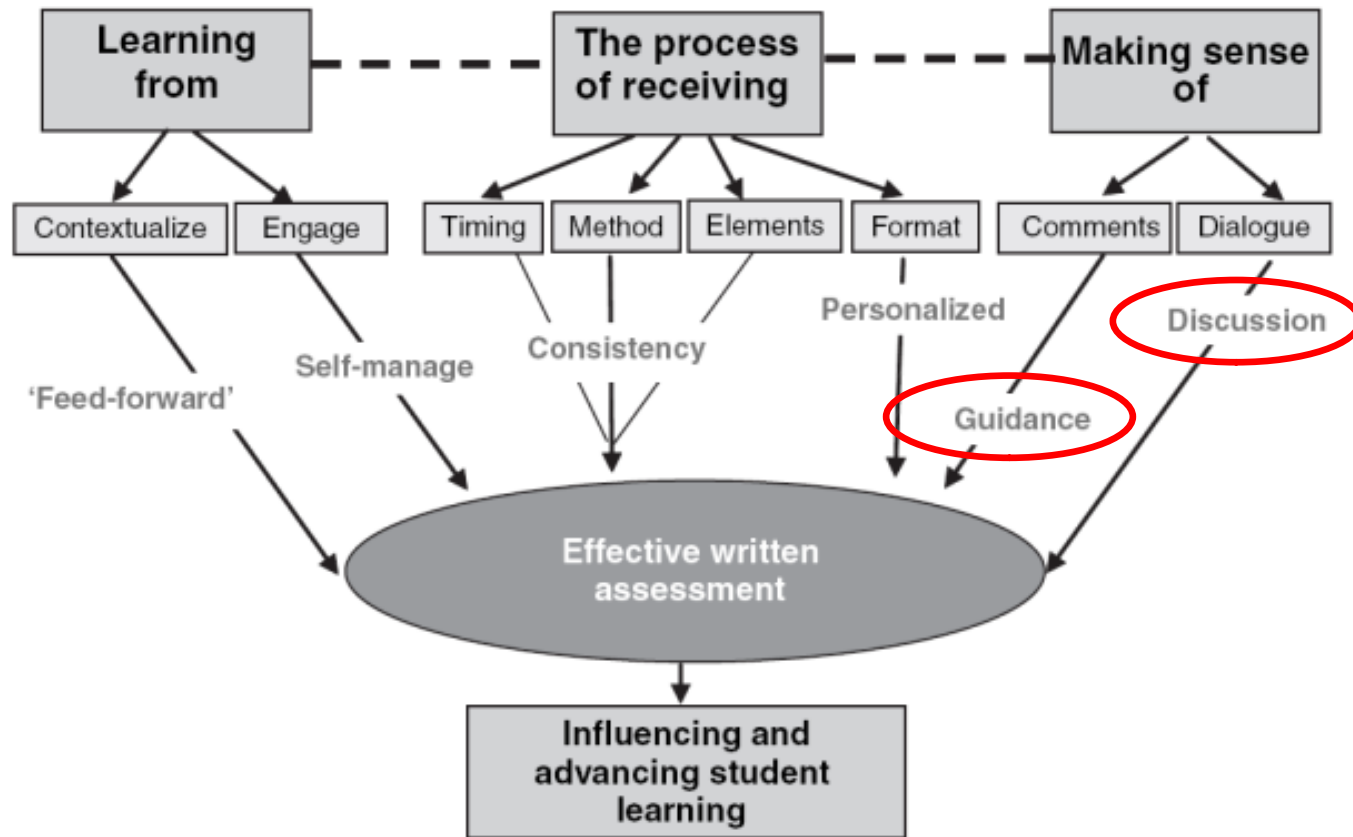 Learning
from
The process
of receiving
Making sense
of
Contextualize
Engage
Timing
Method
Elements
Format
Comments
Dialogue
Personalized
Discussion
Consistency
Self-manage
‘Feed-forward’
Guidance
Effective written
assessment
Influencing and
advancing student
learning